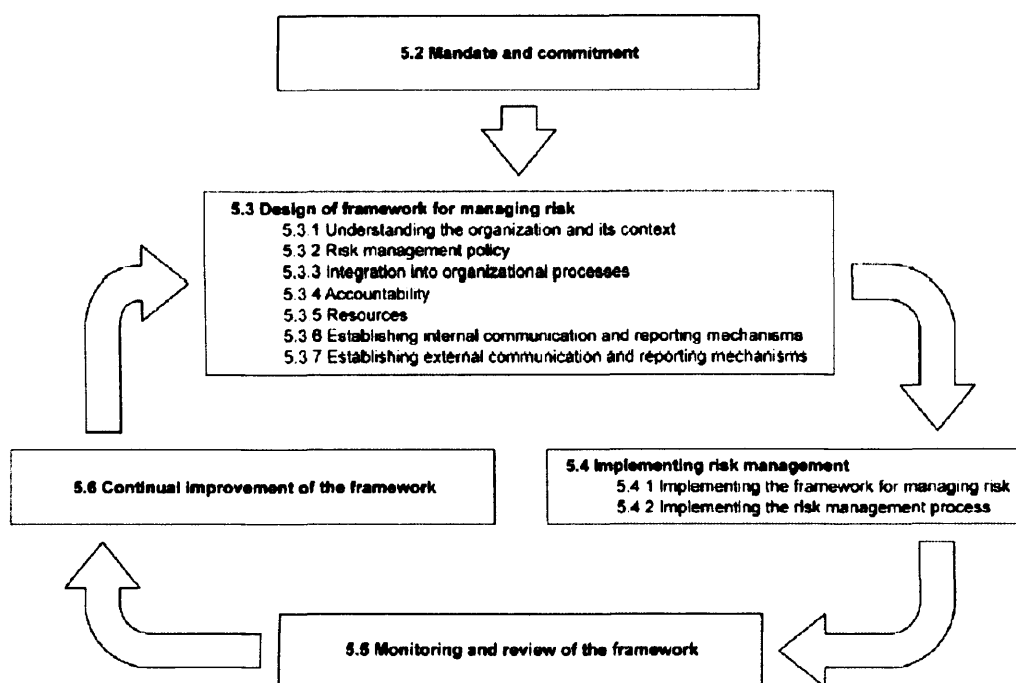 5.2 Mandate and commitment
5.3 Design of framework for managing risk
5.3.1 Understanding the organization and its context
5.3.2 Risk management policy
5.3.3 Integration into organizational processes
5.3.4 Accountability
5.3.5 Resources
5.3.6 Establishing internal communication and reporting mechanisms
5.3.7 Establishing external communication and reporting mechanisms
5.6 Continual improvement of the framework
5.4 Implementing risk management
5.4.1 Implementing the framework for managing risk
5.4.2 Implementing the risk management process
5.5 Monitoring and review of the framework